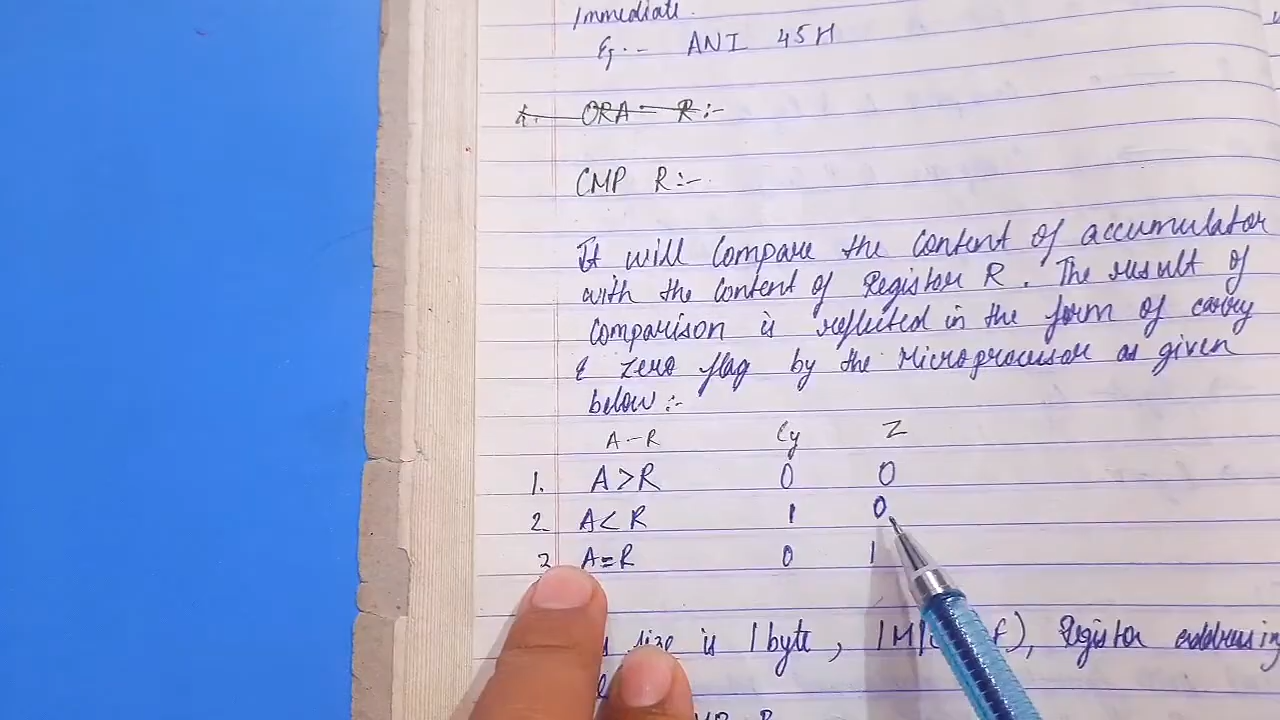 Immediate.
Eg.- ANI 45H
ORA R:-
CMP R:-
It will Compare the Content of accumulator
with the Content of Register R. The result of
Comparison is reflected in the form of carry
& zero flag by the Microprocessor as given
below:-
A-R Cy Z
1. A>R 0 0
2 A<R 1 0
3 A=R 0 1
size is 1 byte, 1M/C Register addressing
R